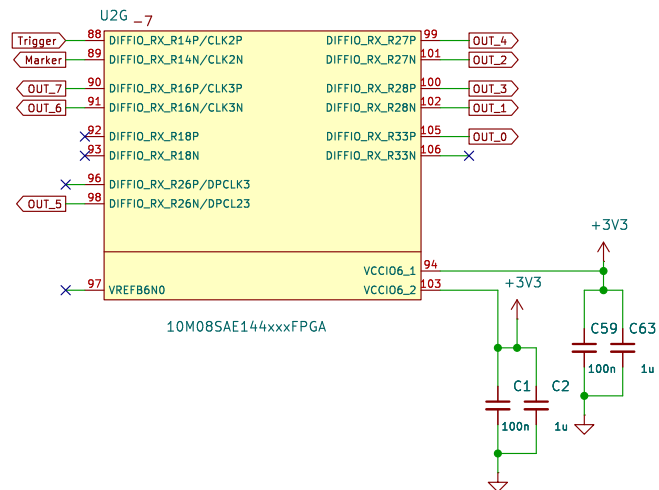 U2G
-7
Trigger 88 DIFFIO_RX_R14P/CLK2P DIFFIO_RX_R27P 99 OUT_4
Marker 89 DIFFIO_RX_R14N/CLK2N DIFFIO_RX_R27N 101 OUT_2
OUT_7 90 DIFFIO_RX_R16P/CLK3P DIFFIO_RX_R28P 100 OUT_3
OUT_6 91 DIFFIO_RX_R16N/CLK3N DIFFIO_RX_R28N 102 OUT_1
92 DIFFIO_RX_R18P DIFFIO_RX_R33P 105 OUT_0
93 DIFFIO_RX_R18N DIFFIO_RX_R33N 106
96 DIFFIO_RX_R26P/DPCLK3
OUT_5 98 DIFFIO_RX_R26N/DPCL23
+3V3
VCCIO6_1 94
97 VREFB6N0 VCCIO6_2 103
+3V3
10M08SAE144xxxFPGA
C59 C63
100n 1u
C1 C2
100n 1u